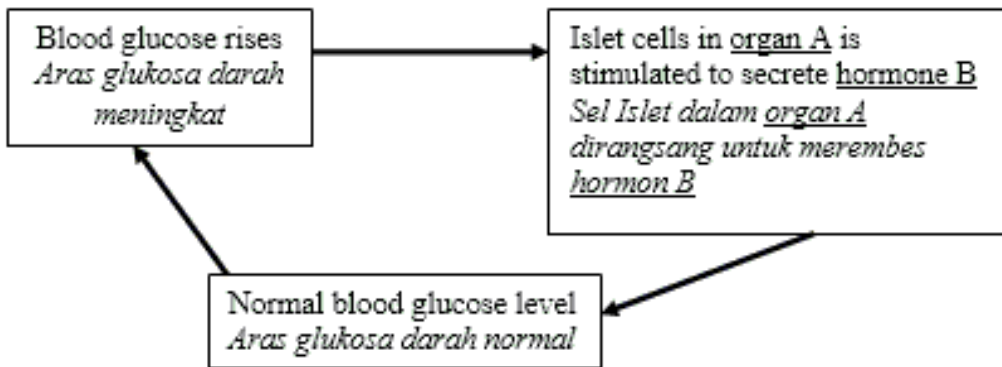 Blood glucose rises
Aras glukosa darah
meningkat
Islet cells in organ A is
stimulated to secrete hormone B
Sel Islet dalam organ A
dirangsang untuk merembes
hormon B
Normal blood glucose level
Aras glukosa darah normal